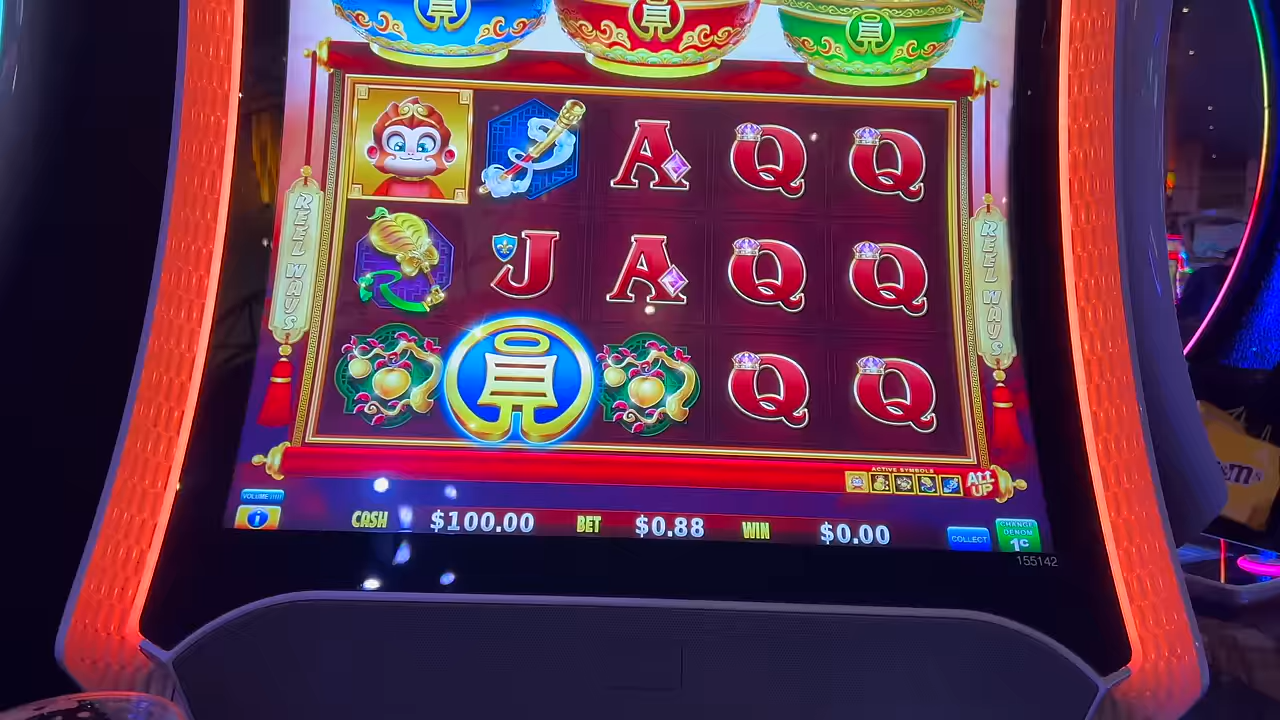 A Q Q
J A Q Q
Q Q
REEL WAYS
REEL WAYS
ACTIVE SYMBOLS
ALL UP
VOLUME
CASH $100.00 BET $0.88 WIN $0.00
COLLECT
CHANGE DENOM
1¢
155142
m's